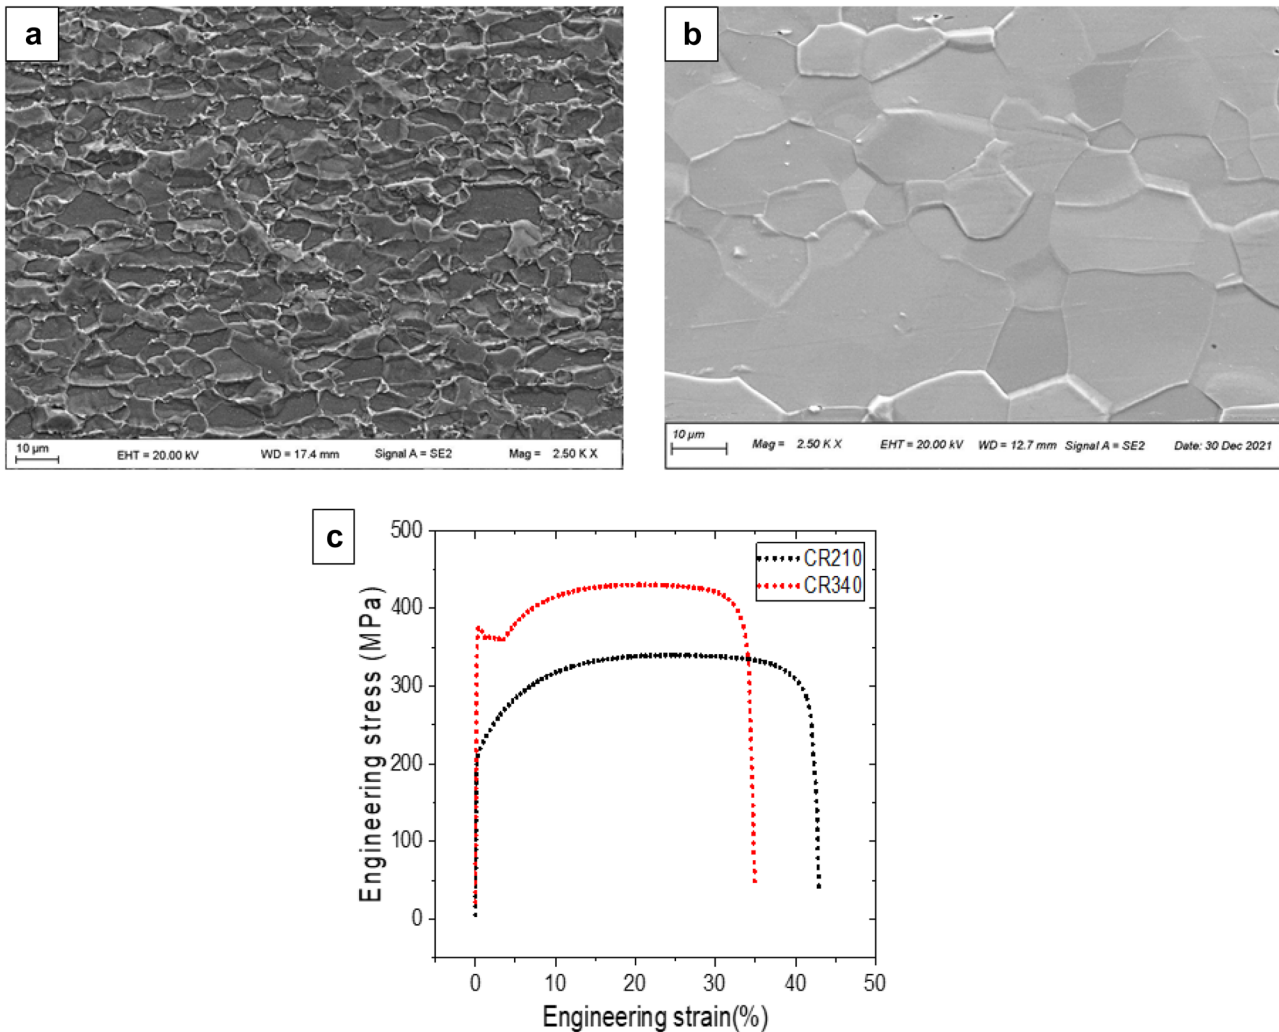 a
10 µm
EHT = 20.00 kV WD = 17.4 mm Signal A = SE2 Mag = 2.50 K X
b
10 µm
Mag = 2.50 K X EHT = 20.00 kV WD = 12.7 mm Signal A = SE2 Date: 30 Dec 2021
c
CR210
CR340
Engineering stress (MPa)
500
400
300
200
100
0
0 10 20 30 40 50
Engineering strain(%)